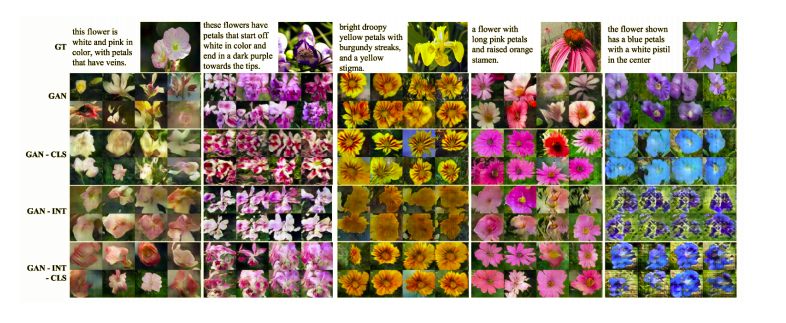 GT
this flower is
white and pink in
color, with petals
that have veins.
these flowers have
petals that start off
white in color and
end in a dark purple
towards the tips.
bright droopy
yellow petals with
burgundy streaks,
and a yellow
stigma.
a flower with
long pink petals
and raised orange
stamen.
the flower shown
has a blue petals
with a white pistil
in the center
GAN
GAN - CLS
GAN - INT
GAN - INT
- CLS